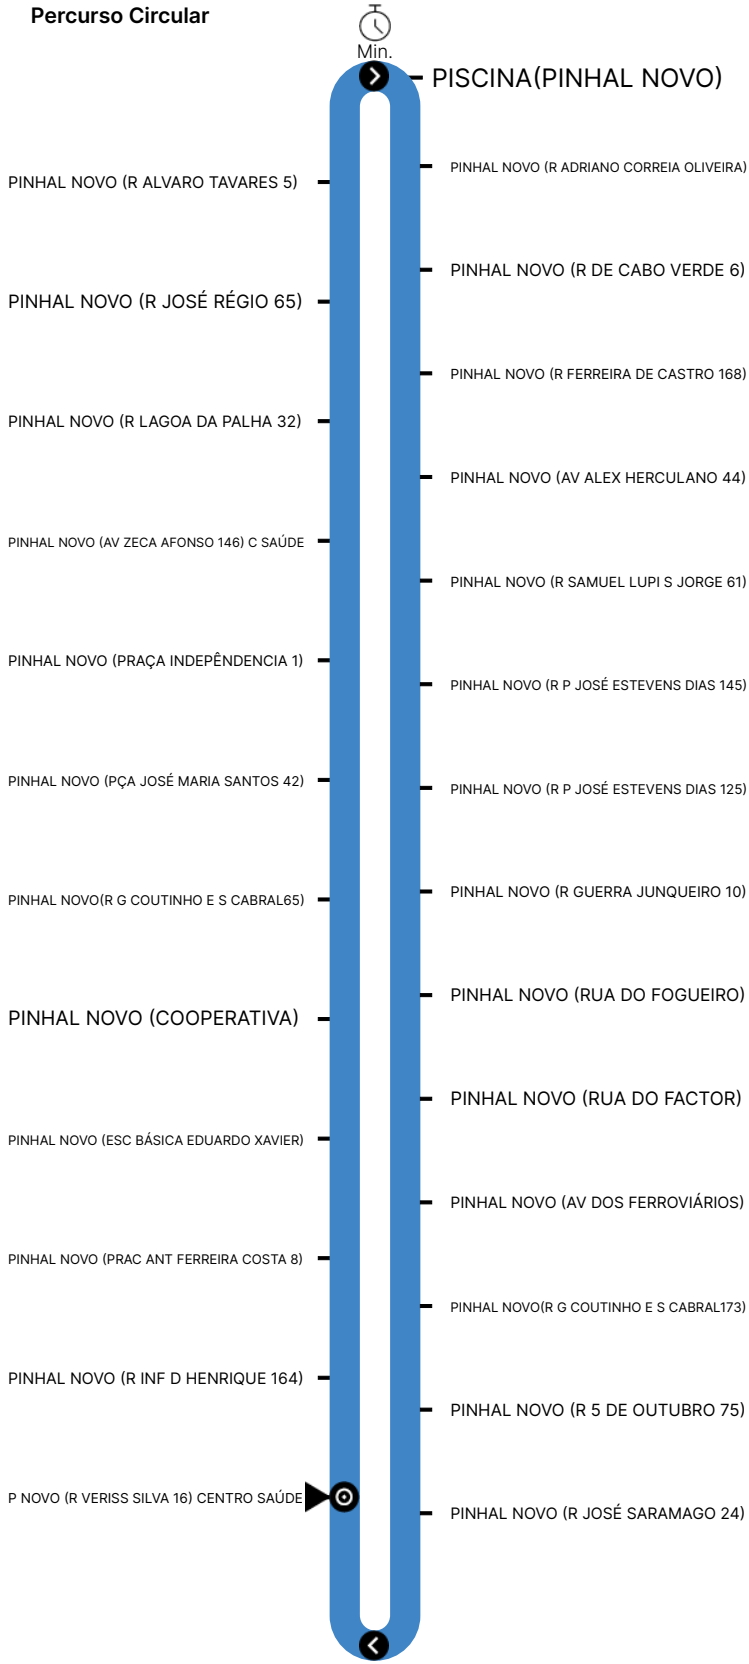 Percurso Circular
Min.
PISCINA(PINHAL NOVO)
PINHAL NOVO (R ADRIANO CORREIA OLIVEIRA)
PINHAL NOVO (R DE CABO VERDE 6)
PINHAL NOVO (R FERREIRA DE CASTRO 168)
PINHAL NOVO (AV ALEX HERCULANO 44)
PINHAL NOVO (R SAMUEL LUPI S JORGE 61)
PINHAL NOVO (R P JOSÉ ESTEVENS DIAS 145)
PINHAL NOVO (R P JOSÉ ESTEVENS DIAS 125)
PINHAL NOVO (R GUERRA JUNQUEIRO 10)
PINHAL NOVO (RUA DO FOGUEIRO)
PINHAL NOVO (RUA DO FACTOR)
PINHAL NOVO (AV DOS FERROVIÁRIOS)
PINHAL NOVO(R G COUTINHO E S CABRAL173)
PINHAL NOVO (R 5 DE OUTUBRO 75)
PINHAL NOVO (R JOSÉ SARAMAGO 24)
PINHAL NOVO (R ALVARO TAVARES 5)
PINHAL NOVO (R JOSÉ RÉGIO 65)
PINHAL NOVO (R LAGOA DA PALHA 32)
PINHAL NOVO (AV ZECA AFONSO 146) C SAÚDE
PINHAL NOVO (PRAÇA INDEPÊNDENCIA 1)
PINHAL NOVO (PÇA JOSÉ MARIA SANTOS 42)
PINHAL NOVO(R G COUTINHO E S CABRAL65)
PINHAL NOVO (COOPERATIVA)
PINHAL NOVO (ESC BÁSICA EDUARDO XAVIER)
PINHAL NOVO (PRAC ANT FERREIRA COSTA 8)
PINHAL NOVO (R INF D HENRIQUE 164)
P NOVO (R VERISS SILVA 16) CENTRO SAÚDE